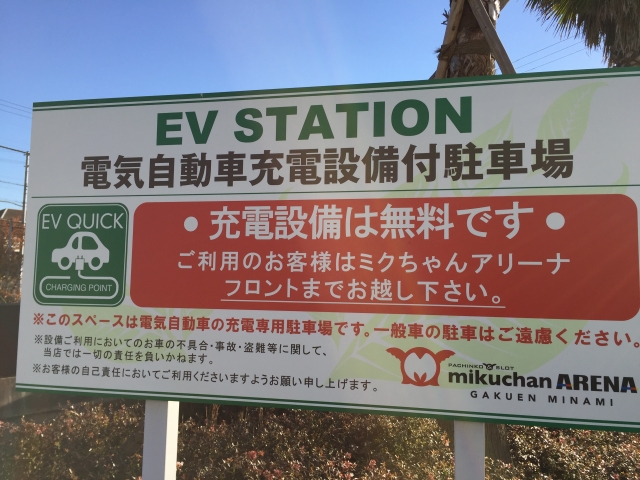 EV STATION
電気自動車充電設備付駐車場
EV QUICK
CHARGING POINT
・充電設備は無料です・
ご利用のお客様はミクちゃんアリーナ
フロントまでお越し下さい。
※このスペースは電気自動車の充電専用駐車場です。一般車の駐車はご遠慮ください。
※設備ご利用においてのお車の不具合・事故・盗難等に関して、
当店では一切の責任を負いかねます。
※お客様の自己責任においてご利用くださいますようお願い申し上げます。
PACHINKO & SLOT
mikuchan ARENA
GAKUEN MINAMI